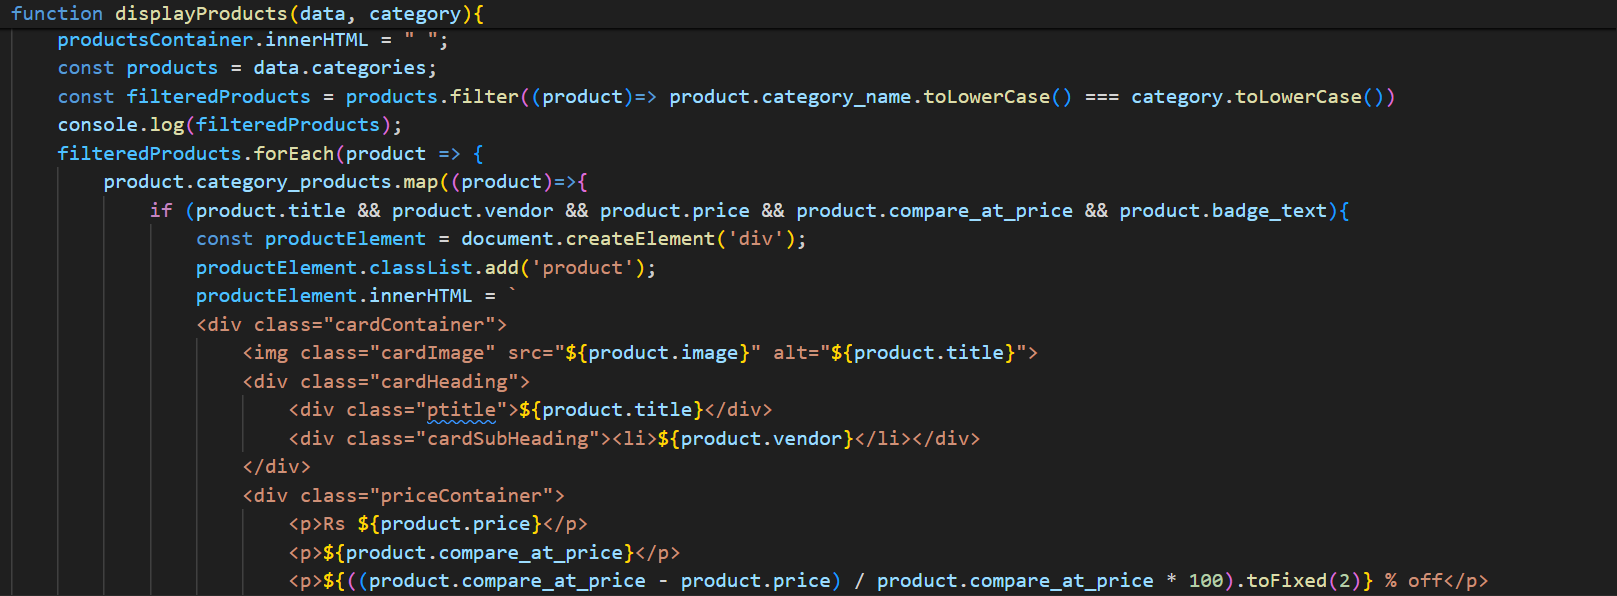 function displayProducts(data, category){
productsContainer.innerHTML = " ";
const products = data.categories;
const filteredProducts = products.filter((product)=> product.category_name.toLowerCase() === category.toLowerCase())
console.log(filteredProducts);
filteredProducts.forEach(product => {
product.category_products.map((product)=>{
if (product.title && product.vendor && product.price && product.compare_at_price && product.badge_text){
const productElement = document.createElement('div');
productElement.classList.add('product');
productElement.innerHTML = `
<div class="cardContainer">
<img class="cardImage" src="${product.image}" alt="${product.title}">
<div class="cardHeading">
<div class="ptitle">${product.title}</div>
<div class="cardSubHeading"><li>${product.vendor}</li></div>
</div>
<div class="priceContainer">
<p>Rs ${product.price}</p>
<p>${product.compare_at_price}</p>
<p>${((product.compare_at_price - product.price) / product.compare_at_price * 100).toFixed(2)} % off</p>